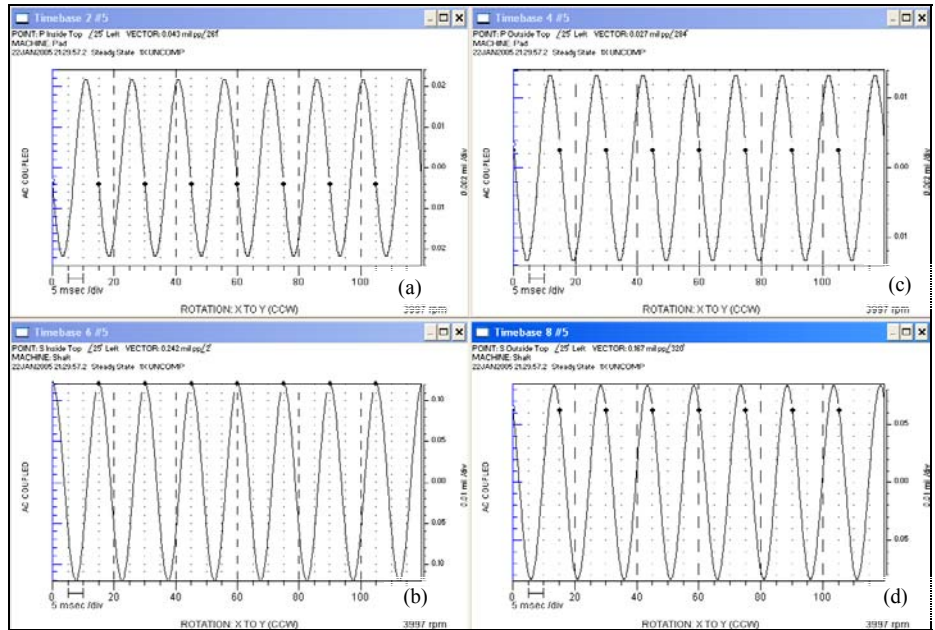 Timebase 2 #5
POINT: P Inside Top ∠25° Left VECTOR: 0.043 mil pp∠261°
MACHINE: Pad
22JAN2005 21:29:57.2 Steady State 1X UNCOMP
AC COUPLED
0.02
0.01
0.00
0.01
0.02
0.002 mil /div
0 20 40 60 80 100
5 msec /div
(a)
ROTATION: X TO Y (CCW)
3997 rpm
Timebase 4 #5
POINT: P Outside Top ∠25° Left VECTOR: 0.027 mil pp∠284°
MACHINE: Pad
22JAN2005 21:29:57.2 Steady State 1X UNCOMP
AC COUPLED
0.01
0.00
0.01
0.002 mil /div
0 20 40 60 80 100
5 msec /div
(c)
ROTATION: X TO Y (CCW)
3997 rpm
Timebase 6 #5
POINT: S Inside Top ∠25° Left VECTOR: 0.242 mil pp∠2°
MACHINE: Shaft
22JAN2005 21:29:57.2 Steady State 1X UNCOMP
AC COUPLED
0.10
0.05
0.00
0.05
0.10
0.01 mil /div
0 20 40 60 80 100
5 msec /div
(b)
ROTATION: X TO Y (CCW)
3997 rpm
Timebase 8 #5
POINT: S Outside Top ∠25° Left VECTOR: 0.167 mil pp∠320°
MACHINE: Shaft
22JAN2005 21:29:57.2 Steady State 1X UNCOMP
AC COUPLED
0.05
0.00
0.05
0.01 mil /div
0 20 40 60 80 100
5 msec /div
(d)
ROTATION: X TO Y (CCW)
3997 rpm